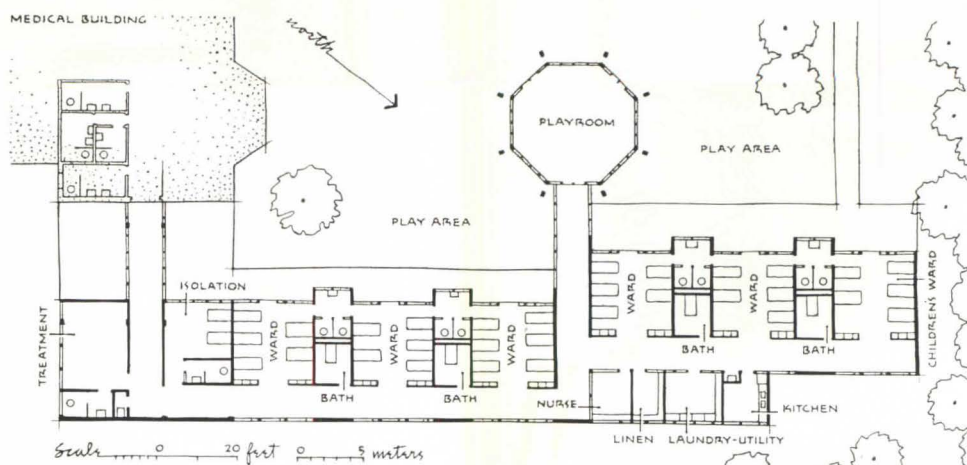 MEDICAL BUILDING
north
PLAYROOM
PLAY AREA
PLAY AREA
ISOLATION
TREATMENT
WARD
WARD
WARD
WARD
WARD
CHILDREN'S WARD
BATH
BATH
BATH
BATH
NURSE
KITCHEN
LINEN
LAUNDRY-UTILITY
Scale 0 20 feet 0 5 meters